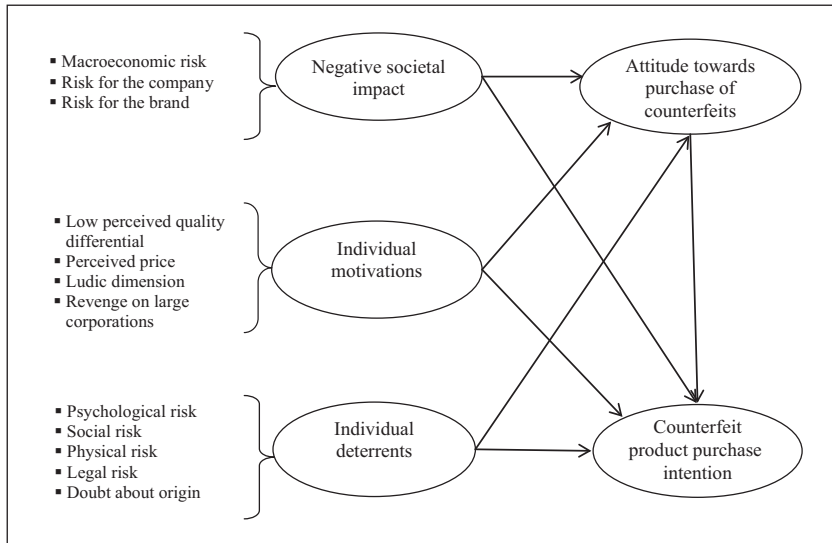 ▪ Macroeconomic risk
▪ Risk for the company
▪ Risk for the brand
Negative societal
impact
Attitude towards
purchase of
counterfeits
▪ Low perceived quality
differential
▪ Perceived price
▪ Ludic dimension
▪ Revenge on large
corporations
Individual
motivations
▪ Psychological risk
▪ Social risk
▪ Physical risk
▪ Legal risk
▪ Doubt about origin
Individual
deterrents
Counterfeit
product purchase
intention